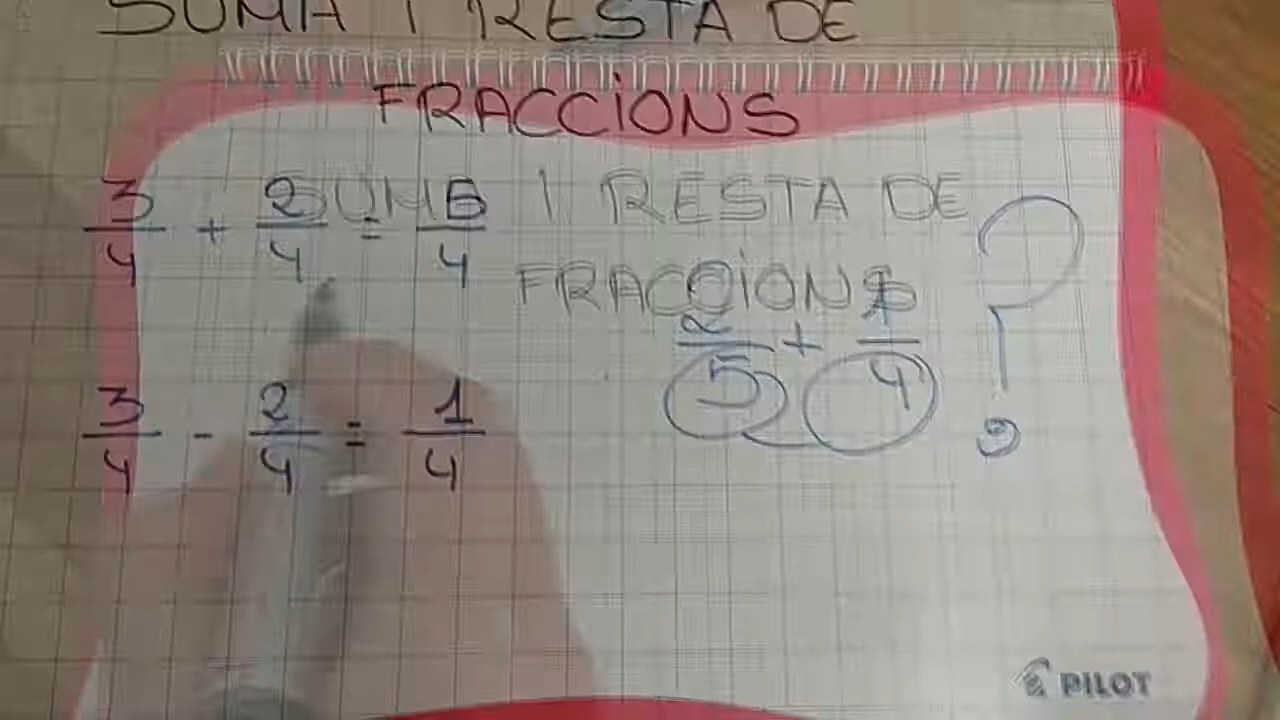 SUMA I RESTA DE
FRACCIONS
3/4 + 2/4 = 5/4
SUMA I RESTA DE
FRACCIONS
2/5 + 1/4 ?
3/4 - 2/4 = 1/4
PILOT